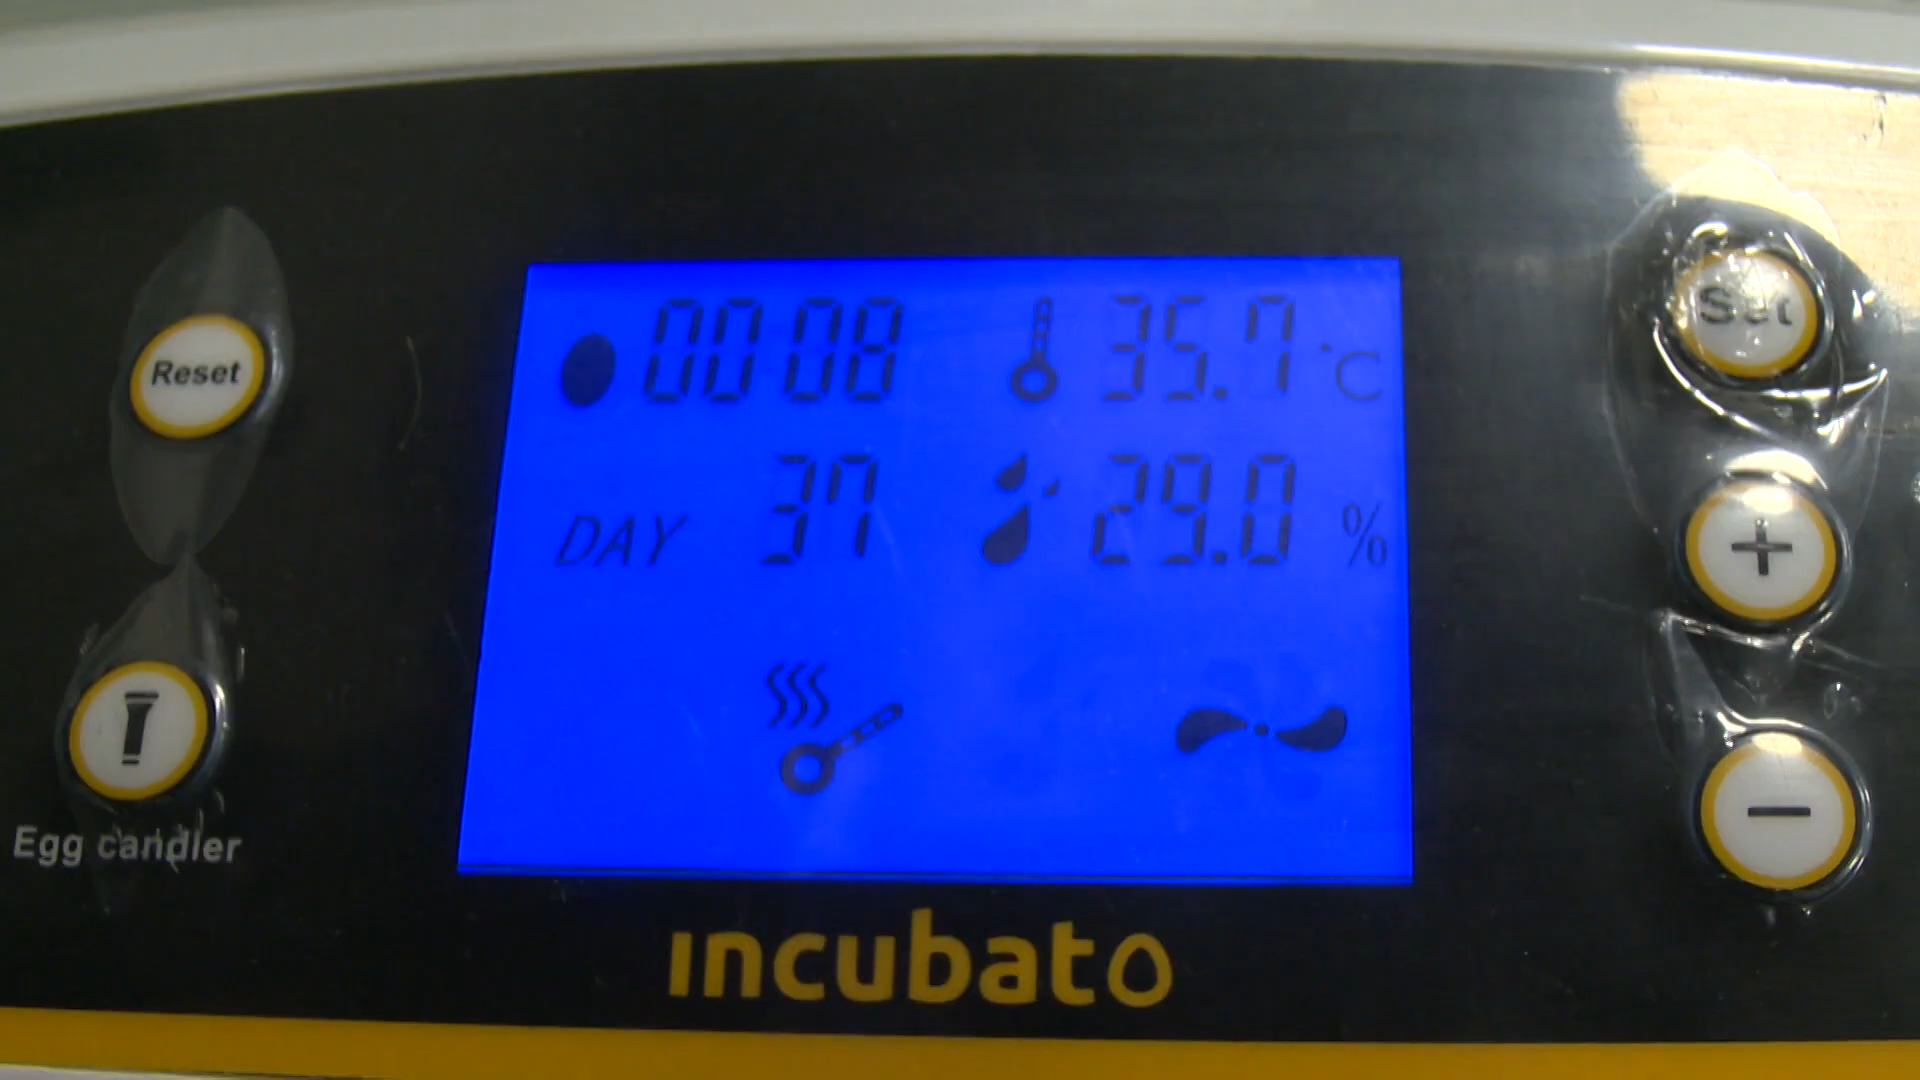 Reset
Egg candler
00:08 35.7 °C
DAY 37 29.0 %
incubato
Set
+
-